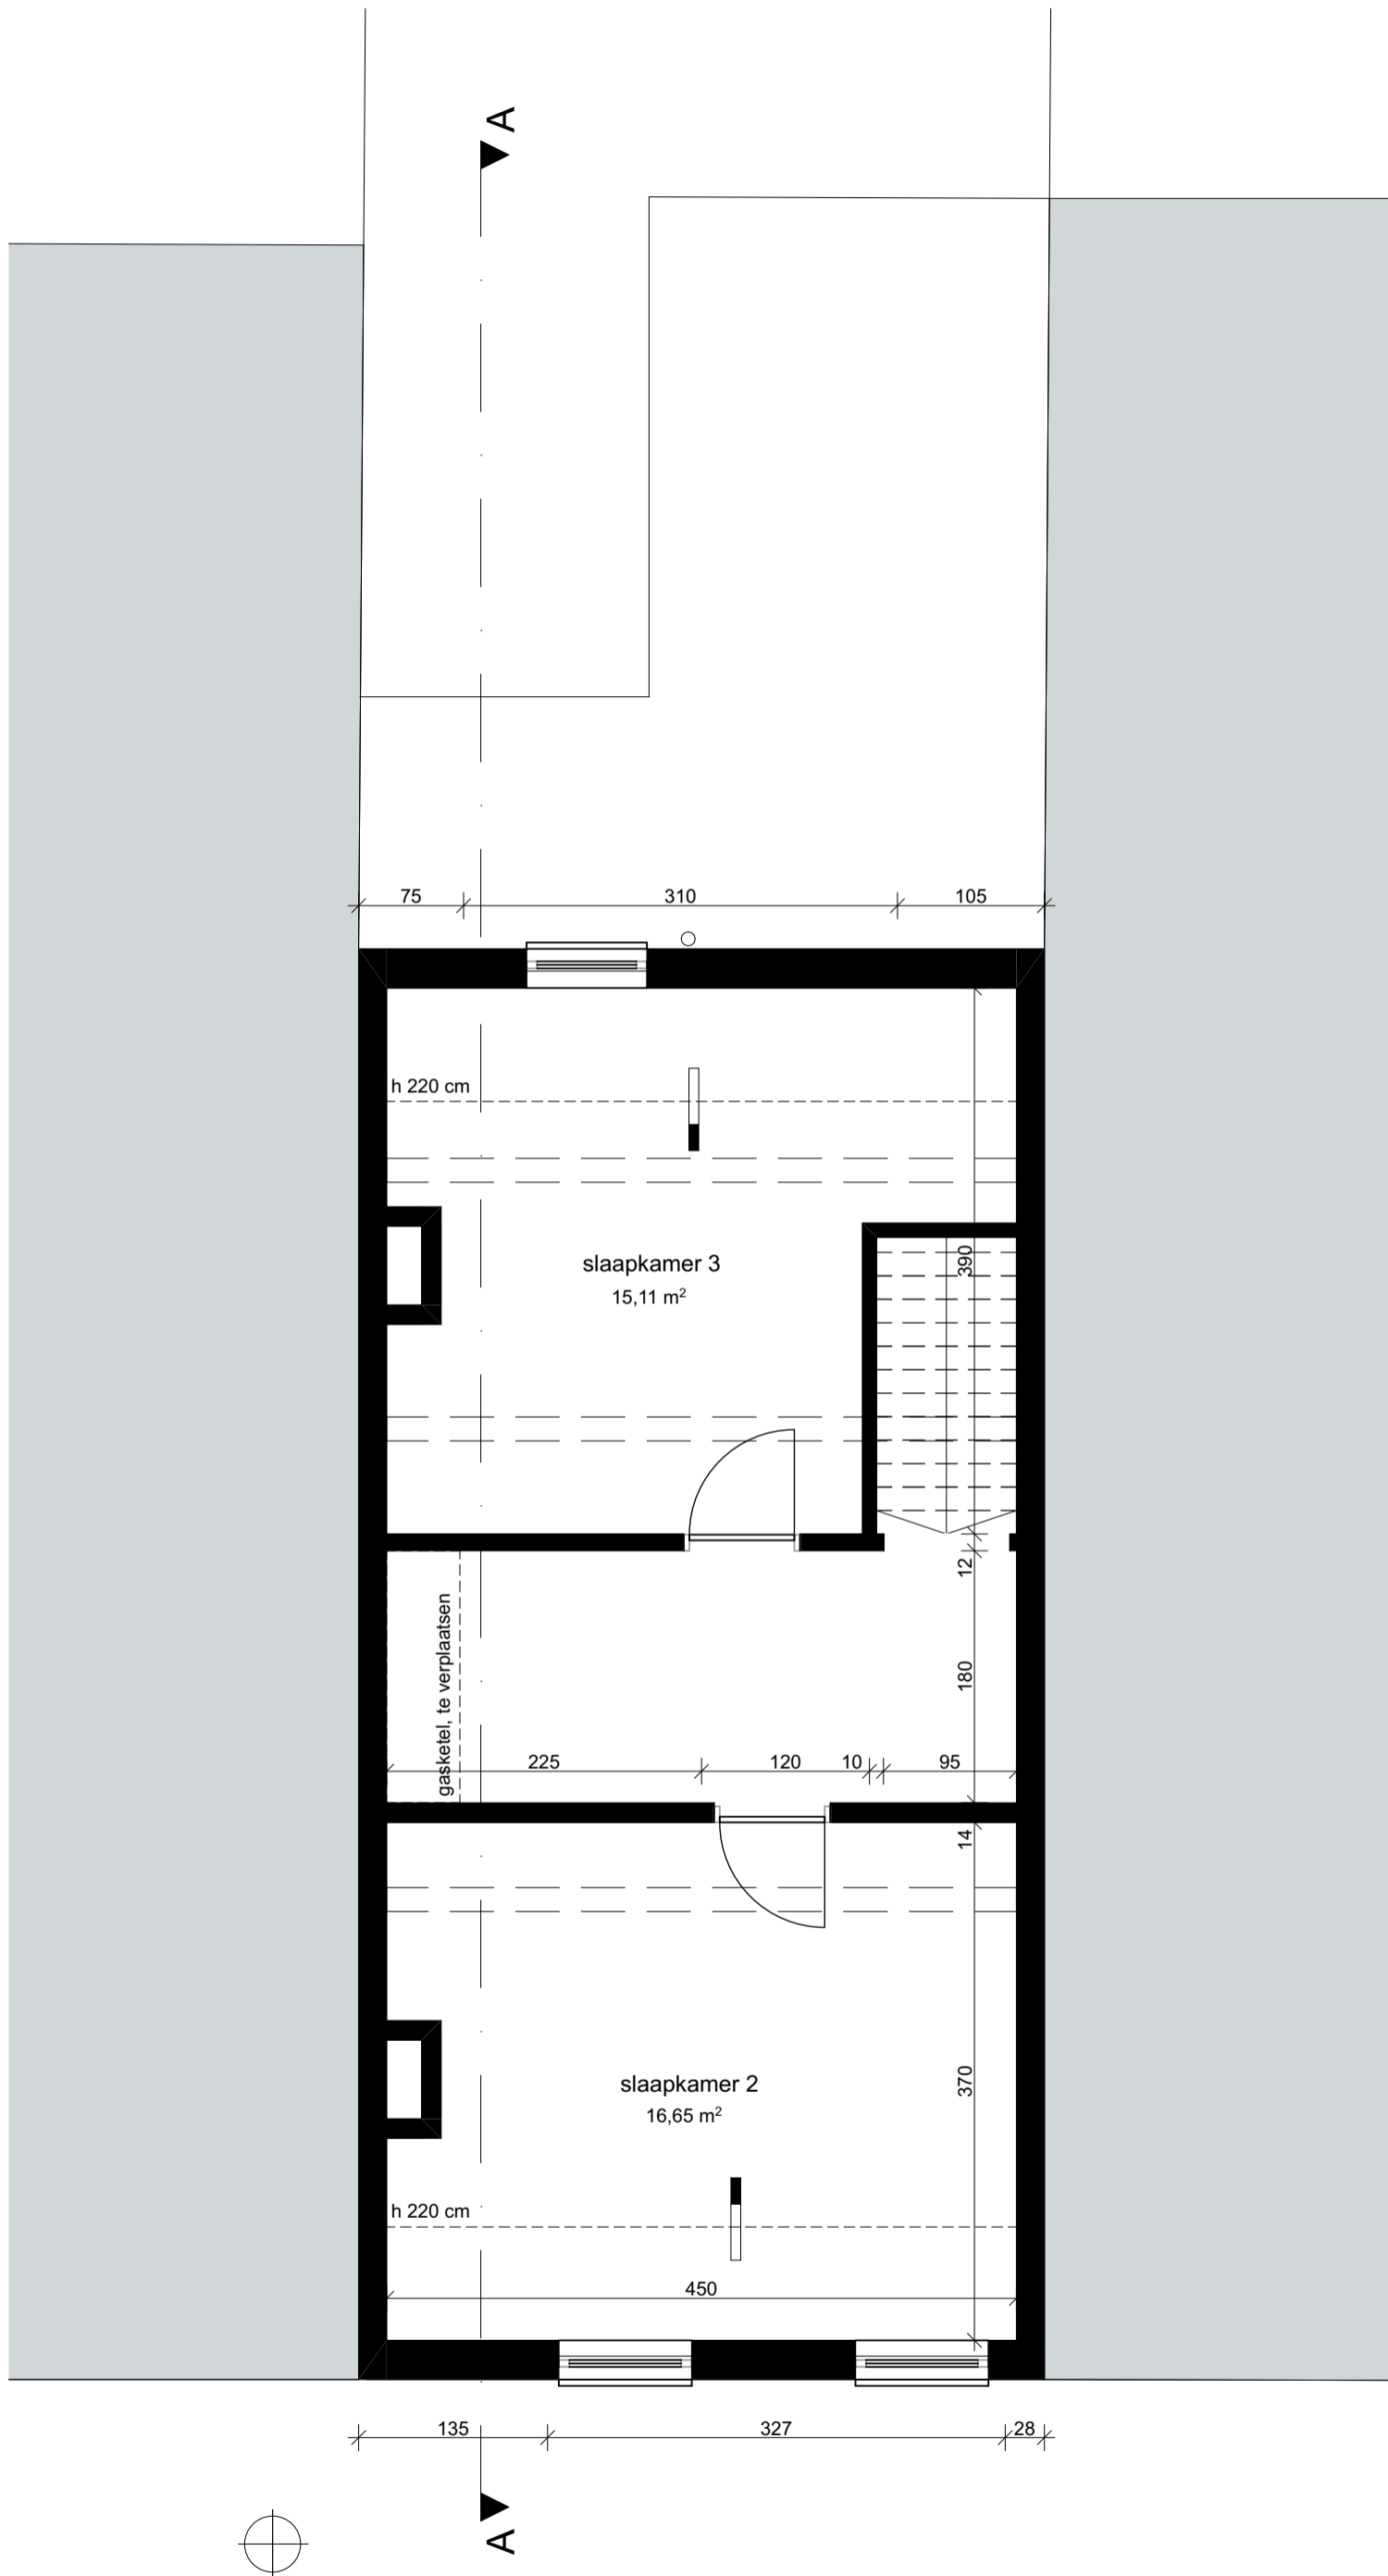 A
75
310
105
h 220 cm
390
slaapkamer 3
15,11 m²
12
gasketel, te verplaatsen
180
225
120
10
95
14
slaapkamer 2
16,65 m²
370
h 220 cm
450
135
327
28
A